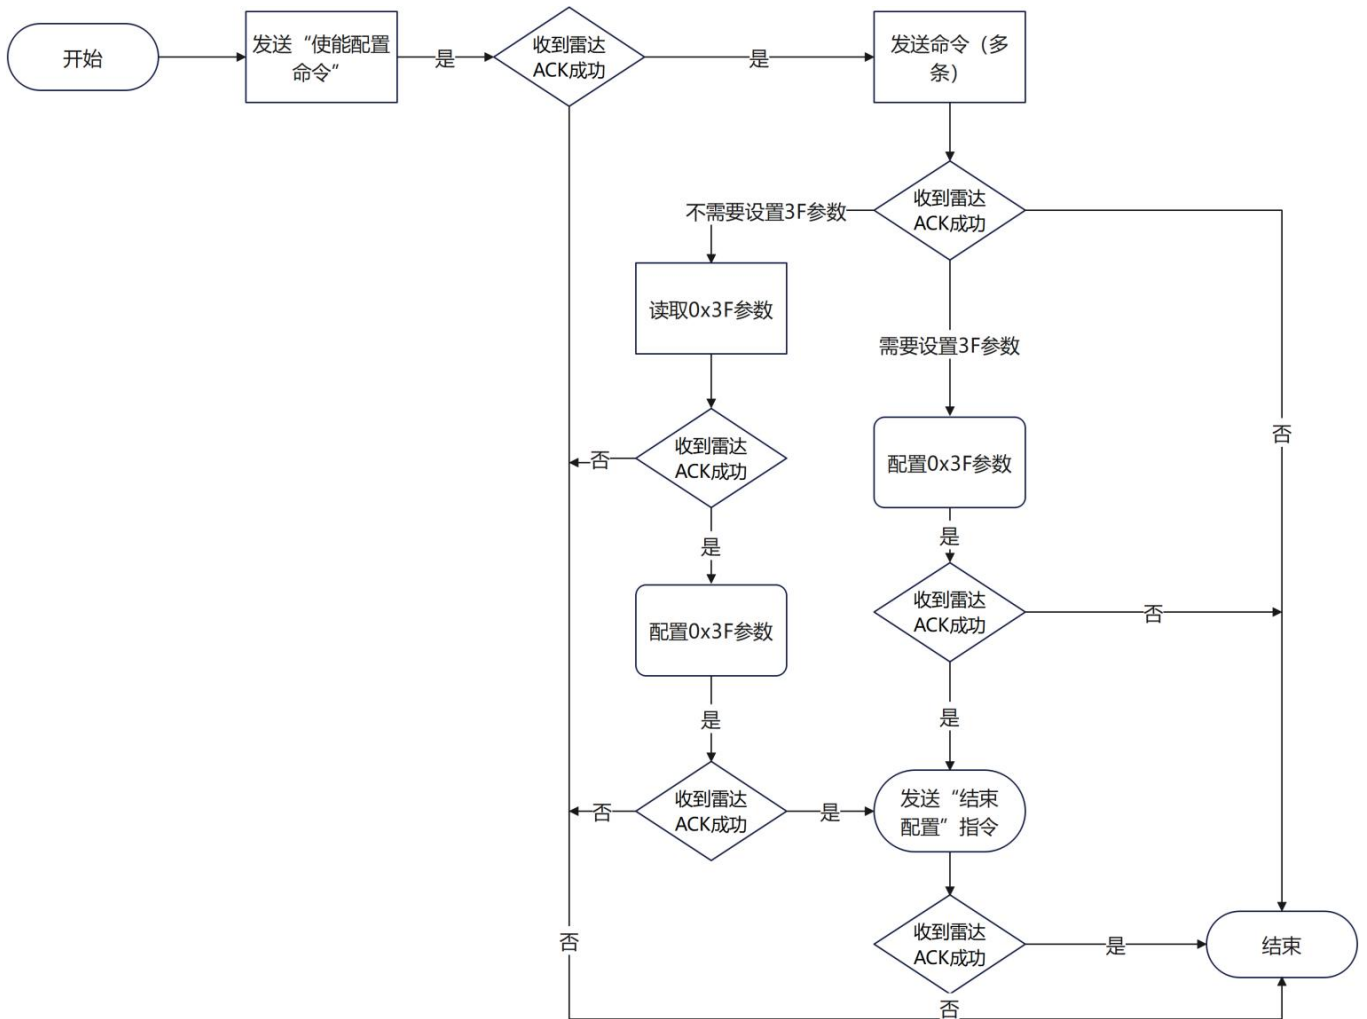 开始
发送“使能配置
命令”
是
收到雷达
ACK成功
是
发送命令（多
条）
收到雷达
ACK成功
不需要设置3F参数
读取0x3F参数
需要设置3F参数
否
收到雷达
ACK成功
否
配置0x3F参数
是
是
收到雷达
ACK成功
否
配置0x3F参数
是
是
收到雷达
ACK成功
否
是
发送“结束
配置”指令
否
收到雷达
ACK成功
是
结束
否